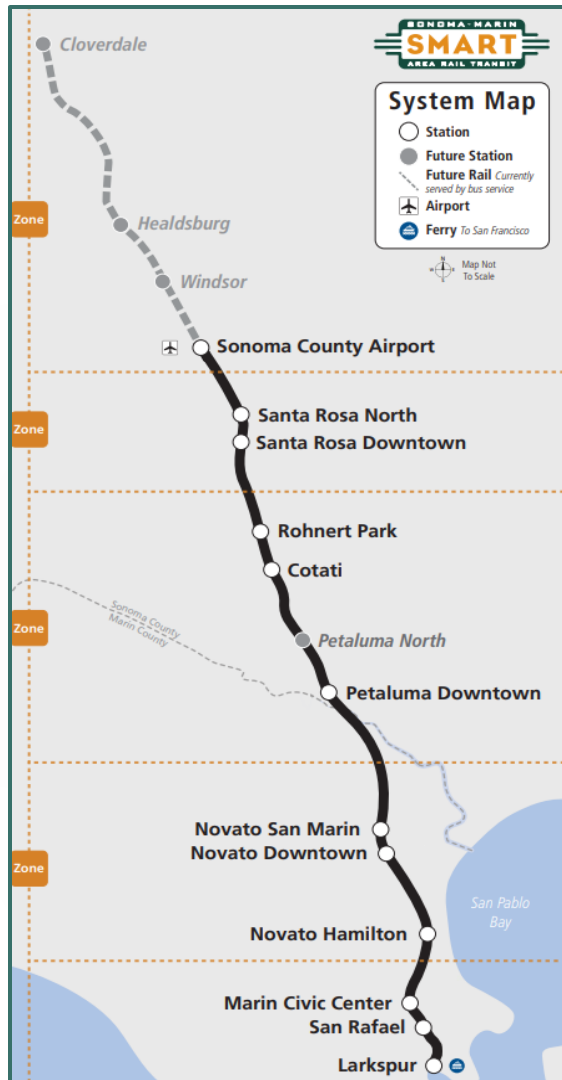 SONOMA-MARIN
SMART
AREA RAIL TRANSIT
Cloverdale
System Map
Station
Future Station
Future Rail Currently
served by bus service
Airport
Ferry To San Francisco
N
W E
S
Map Not
To Scale
Zone
Healdsburg
Windsor
Sonoma County Airport
Zone
Santa Rosa North
Santa Rosa Downtown
Rohnert Park
Cotati
Sonoma County
Marin County
Zone
Petaluma North
Petaluma Downtown
Novato San Marin
Novato Downtown
Zone
San Pablo
Bay
Novato Hamilton
Marin Civic Center
San Rafael
Larkspur